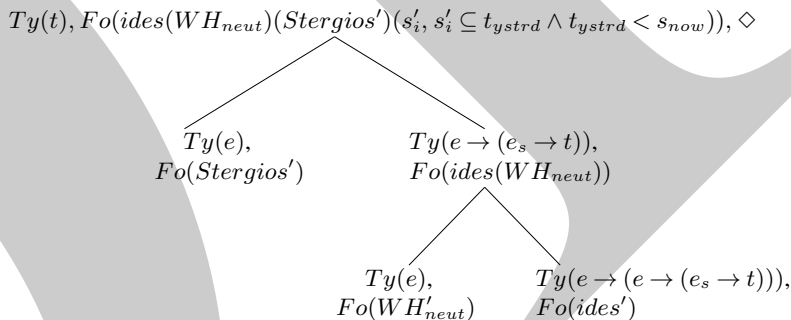 Ty(t), Fo(ides(WH_neut)(Stergios′)(s′_i, s′_i ⊆ t_ystrd ∧ t_ystrd < s_now)), ◇
Ty(e), Ty(e → (e_s → t)),
Fo(Stergios′) Fo(ides(WH_neut))
Ty(e), Ty(e → (e → (e_s → t))),
Fo(WH′_neut) Fo(ides′)